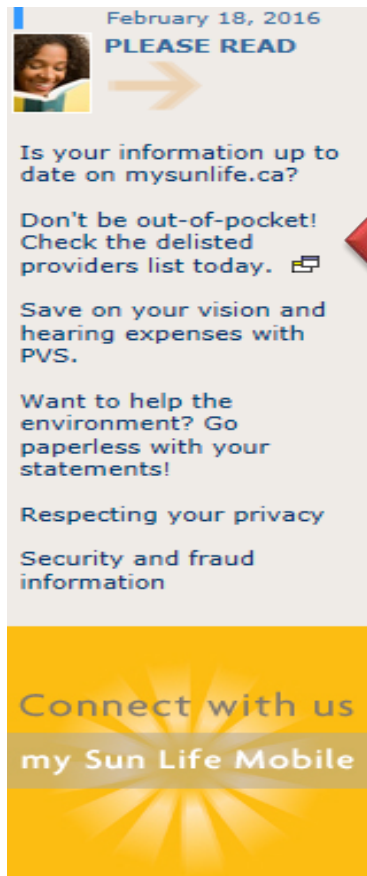 February 18, 2016
PLEASE READ
Is your information up to
date on mysunlife.ca?
Don't be out-of-pocket!
Check the delisted
providers list today.
Save on your vision and
hearing expenses with
PVS.
Want to help the
environment? Go
paperless with your
statements!
Respecting your privacy
Security and fraud
information
Connect with us
my Sun Life Mobile